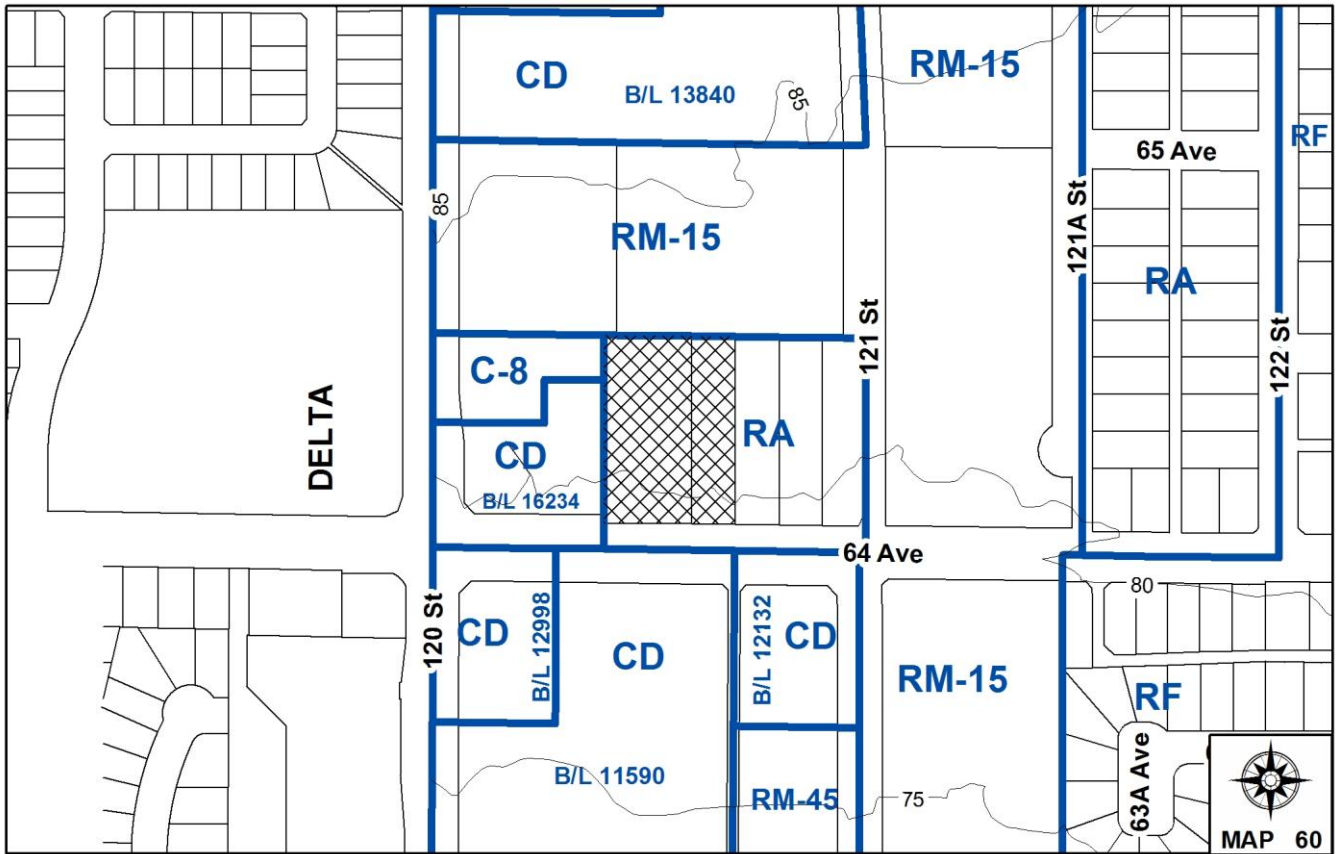 CD
B/L 13840
85
RM-15
65 Ave
RF
85
RM-15
121A St
RA
121 St
122 St
C-8
DELTA
CD
B/L 16234
RA
64 Ave
120 St
CD
B/L 12998
CD
B/L 12132
CD
80
RM-15
RF
B/L 11590
RM-45
75
63A Ave
MAP 60